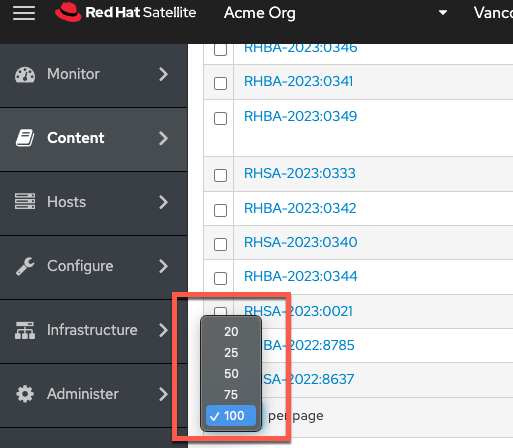 Red Hat Satellite Acme Org Vanco
RHBA-2023:0346
Monitor
RHBA-2023:0341
RHBA-2023:0349
Content
RHSA-2023:0333
Hosts
RHBA-2023:0342
RHSA-2023:0340
Configure
RHBA-2023:0344
RHSA-2023:0021
Infrastructure
20
BA-2022:8785
25
50
SA-2022:8637
Administer
75
✓ 100 per page